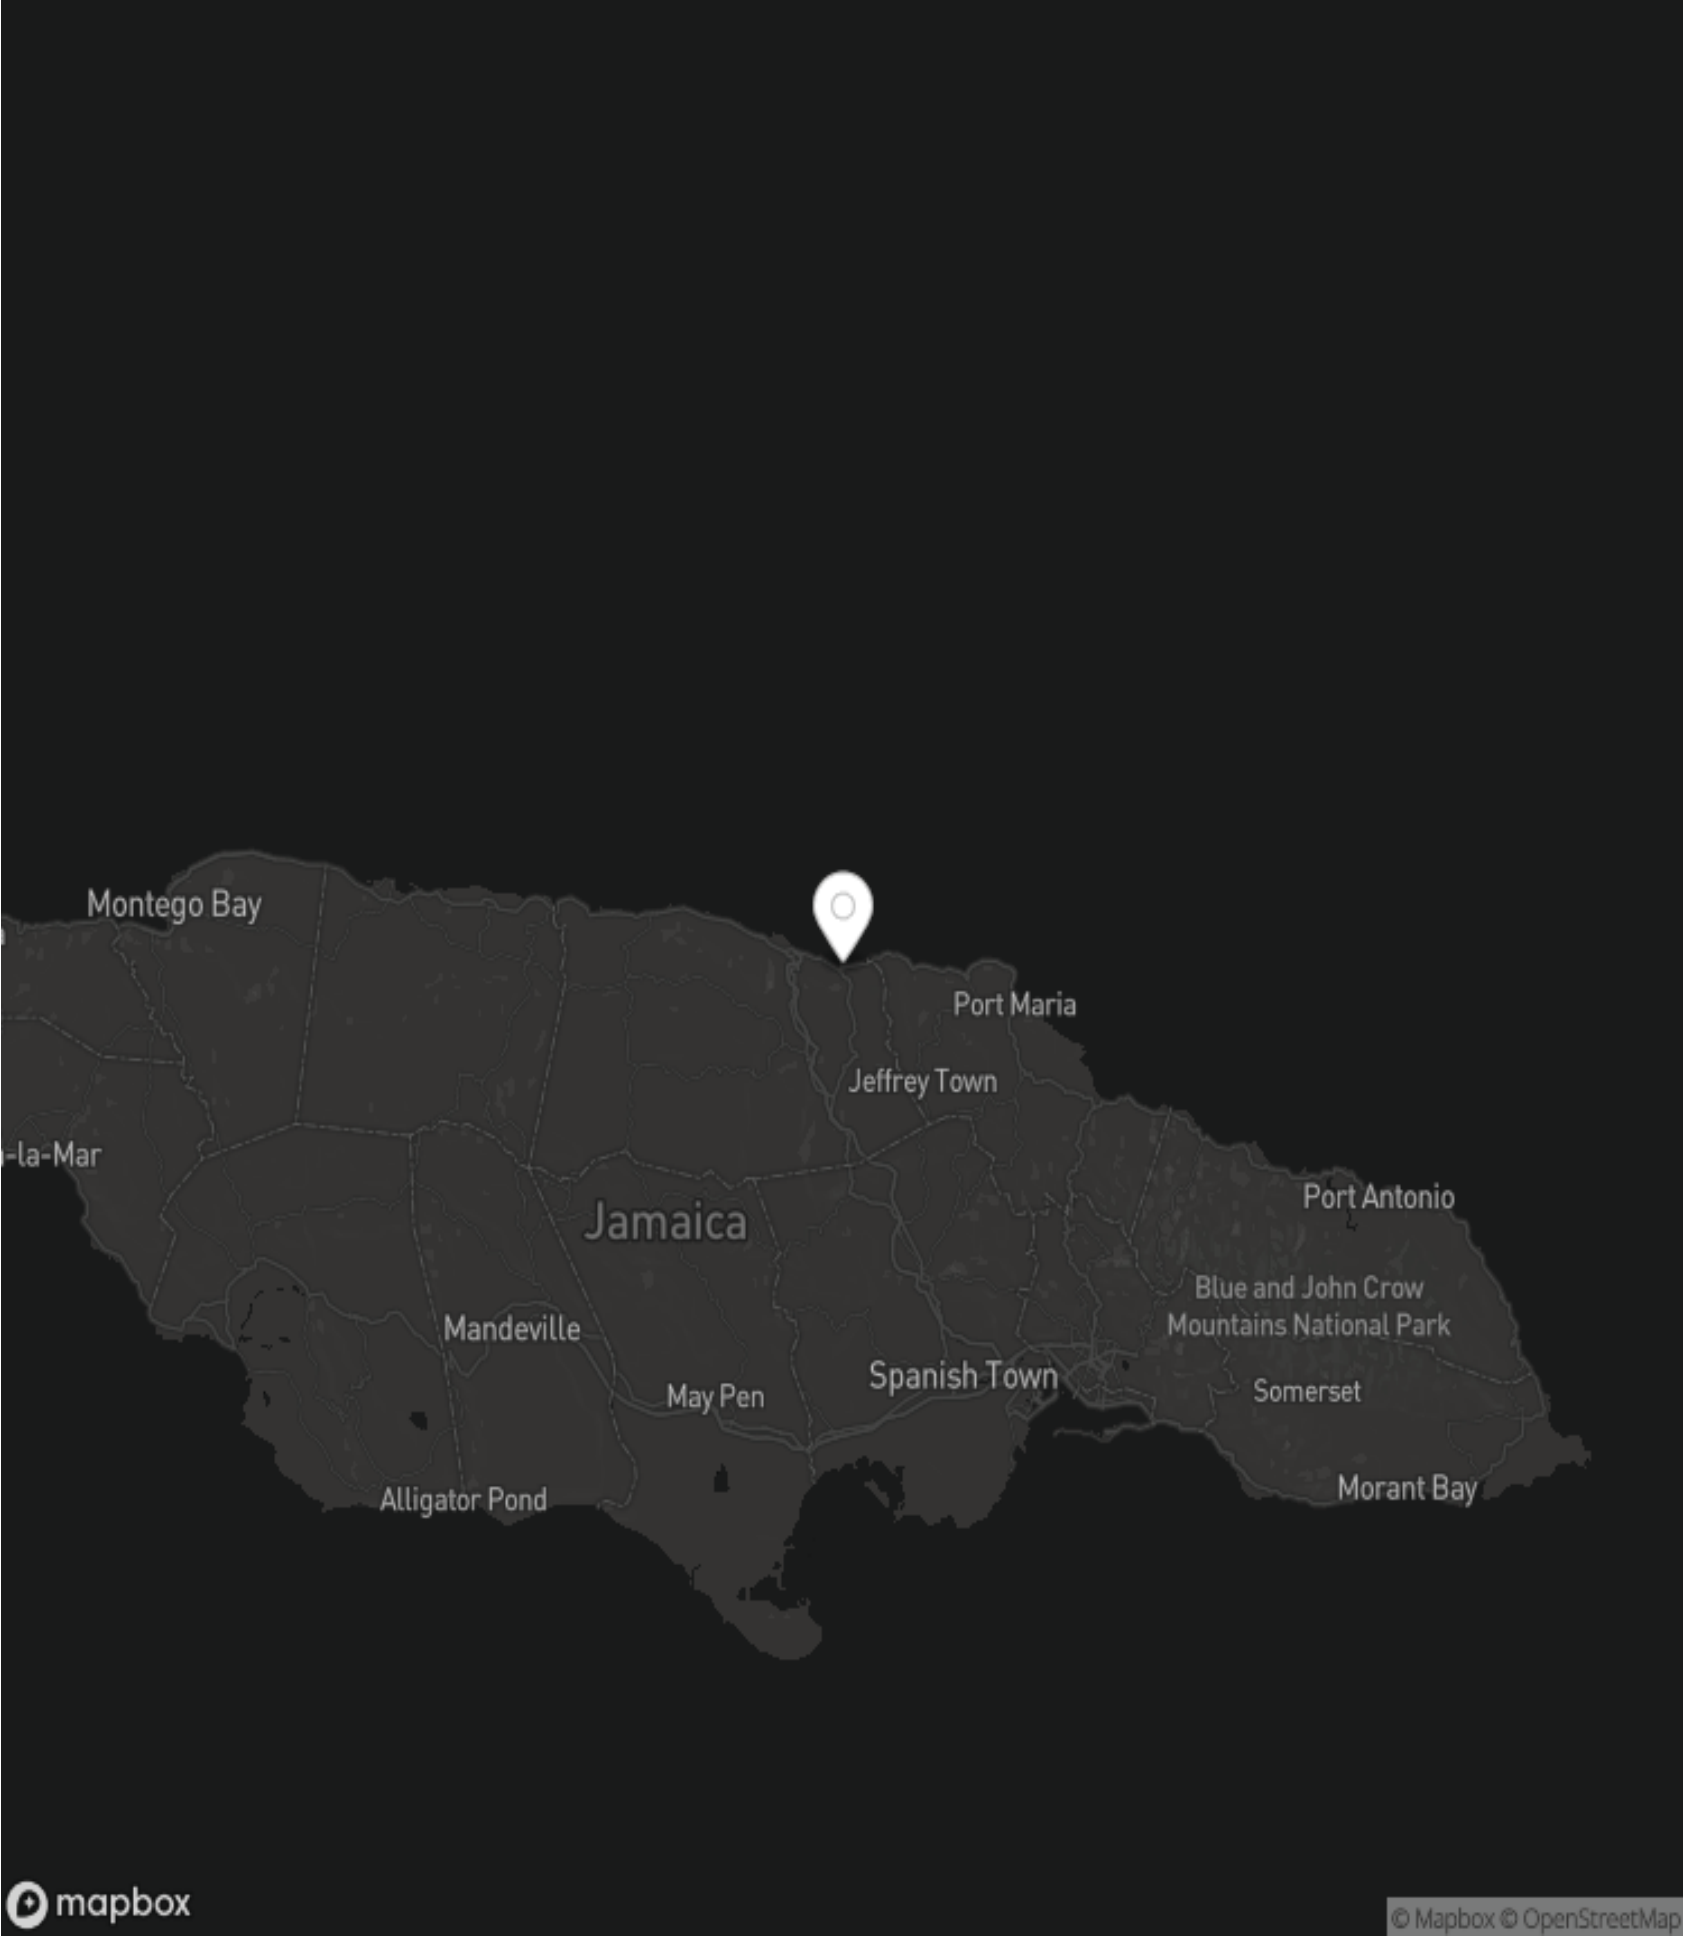 Montego Bay
Port Maria
Jeffrey Town
-la-Mar
Port Antonio
Jamaica
Blue and John Crow
Mountains National Park
Mandeville
Spanish Town
May Pen
Somerset
Morant Bay
Alligator Pond
mapbox
© Mapbox © OpenStreetMap